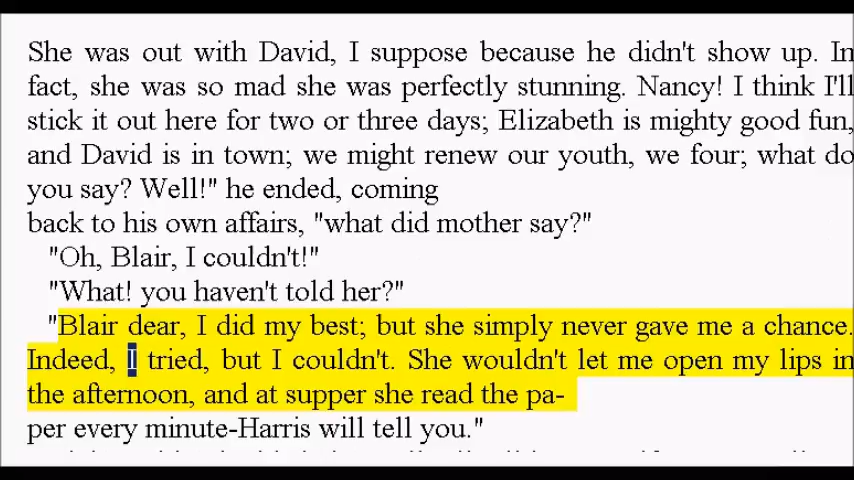 She was out with David, I suppose because he didn't show up. In
fact, she was so mad she was perfectly stunning. Nancy! I think I'll
stick it out here for two or three days; Elizabeth is mighty good fun,
and David is in town; we might renew our youth, we four; what do
you say? Well!" he ended, coming
back to his own affairs, "what did mother say?"
"Oh, Blair, I couldn't!"
"What! you haven't told her?"
"Blair dear, I did my best; but she simply never gave me a chance.
Indeed, I tried, but I couldn't. She wouldn't let me open my lips in
the afternoon, and at supper she read the pa-
per every minute-Harris will tell you."